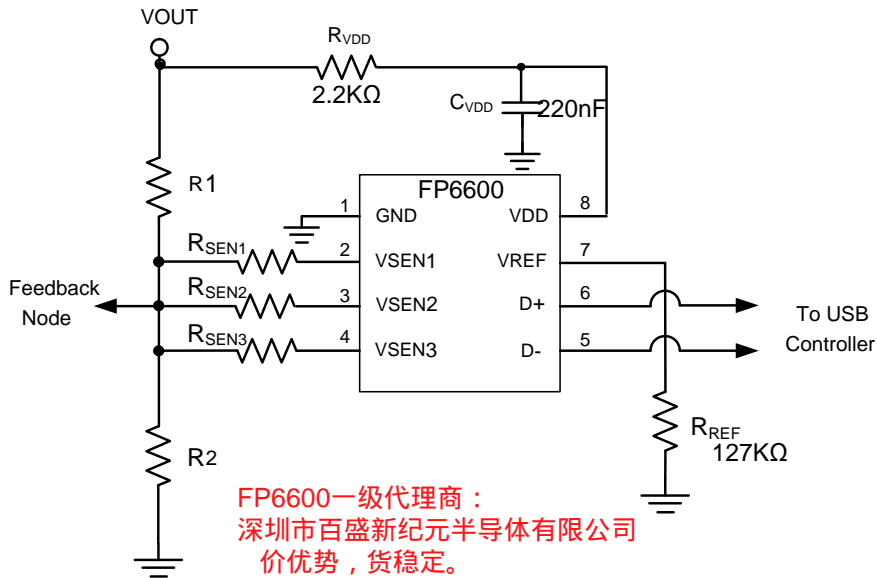 VOUT
RVDD
2.2KΩ
CVDD
220nF
R1
FP6600
1
GND
VDD
8
RSEN1
2
VSEN1
VREF
7
Feedback
Node
RSEN2
3
VSEN2
D+
6
To USB
Controller
RSEN3
4
VSEN3
D-
5
RREF
127KΩ
R2
FP6600一级代理商：
深圳市百盛新纪元半导体有限公司
价优势，货稳定。